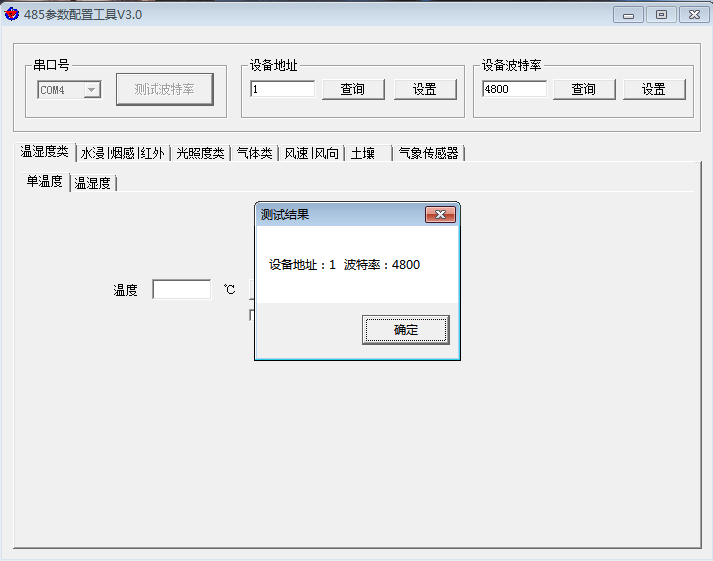 485参数配置工具V3.0
串口号
设备地址
设备波特率
COM4
测试波特率
1
查询
设置
4800
查询
设置
温湿度类
水浸|烟感|红外
光照度类
气体类
风速|风向
土壤
气象传感器
单温度
温湿度
测试结果
设备地址：1 波特率：4800
温度
℃
确定